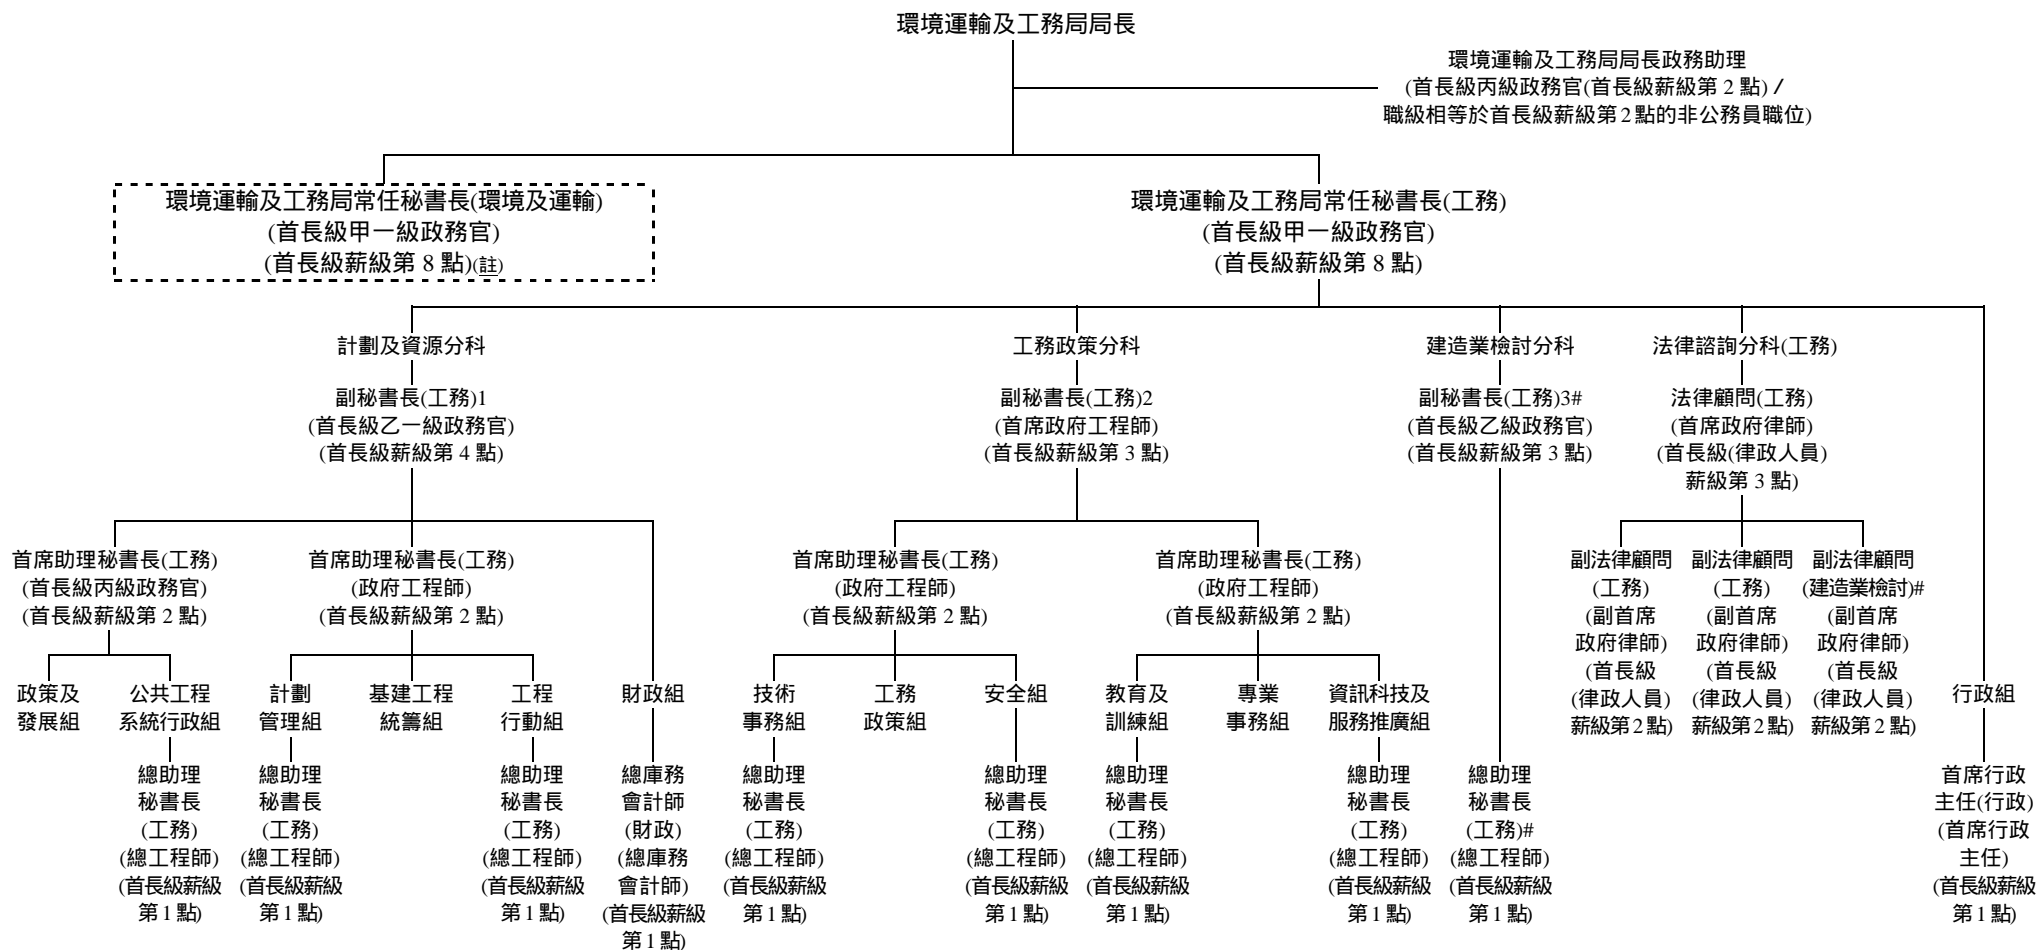 環境運輸及工務局局長
環境運輸及工務局局長政務助理
(首長級丙級政務官(首長級薪級第 2 點) /
職級相等於首長級薪級第 2 點的非公務員職位)
環境運輸及工務局常任秘書長(環境及運輸)
(首長級甲一級政務官)
(首長級薪級第 8 點)(註)
環境運輸及工務局常任秘書長(工務)
(首長級甲一級政務官)
(首長級薪級第 8 點)
計劃及資源分科
副秘書長(工務)1
(首長級乙一級政務官)
(首長級薪級第 4 點)
工務政策分科
副秘書長(工務)2
(首席政府工程師)
(首長級薪級第 3 點)
建造業檢討分科
副秘書長(工務)3#
(首長級乙級政務官)
(首長級薪級第 3 點)
法律諮詢分科(工務)
法律顧問(工務)
(首席政府律師)
(首長級(律政人員)
薪級第 3 點)
首席助理秘書長(工務)
(首長級丙級政務官)
(首長級薪級第 2 點)
首席助理秘書長(工務)
(政府工程師)
(首長級薪級第 2 點)
首席助理秘書長(工務)
(政府工程師)
(首長級薪級第 2 點)
首席助理秘書長(工務)
(政府工程師)
(首長級薪級第 2 點)
副法律顧問
(工務)
(副首席
政府律師)
(首長級
(律政人員)
薪級第 2 點)
副法律顧問
(工務)
(副首席
政府律師)
(首長級
(律政人員)
薪級第 2 點)
副法律顧問
(建造業檢討)#
(副首席
政府律師)
(首長級
(律政人員)
薪級第 2 點)
政策及
發展組
公共工程
系統行政組
計劃
管理組
基建工程
統籌組
工程
行動組
財政組
技術
事務組
工務
政策組
安全組
教育及
訓練組
專業
事務組
資訊科技及
服務推廣組
行政組
總助理
秘書長
(工務)
(總工程師)
(首長級薪級
第 1 點)
總助理
秘書長
(工務)
(總工程師)
(首長級薪級
第 1 點)
總助理
秘書長
(工務)
(總工程師)
(首長級薪級
第 1 點)
總庫務
會計師
(財政)
(總庫務
會計師)
(首長級薪級
第 1 點)
總助理
秘書長
(工務)
(總工程師)
(首長級薪級
第 1 點)
總助理
秘書長
(工務)
(總工程師)
(首長級薪級
第 1 點)
總助理
秘書長
(工務)
(總工程師)
(首長級薪級
第 1 點)
總助理
秘書長
(工務)
(總工程師)
(首長級薪級
第 1 點)
總助理
秘書長
(工務)#
(總工程師)
(首長級薪級
第 1 點)
首席行政
主任(行政)
(首席行政
主任)
(首長級薪級
第 1 點)